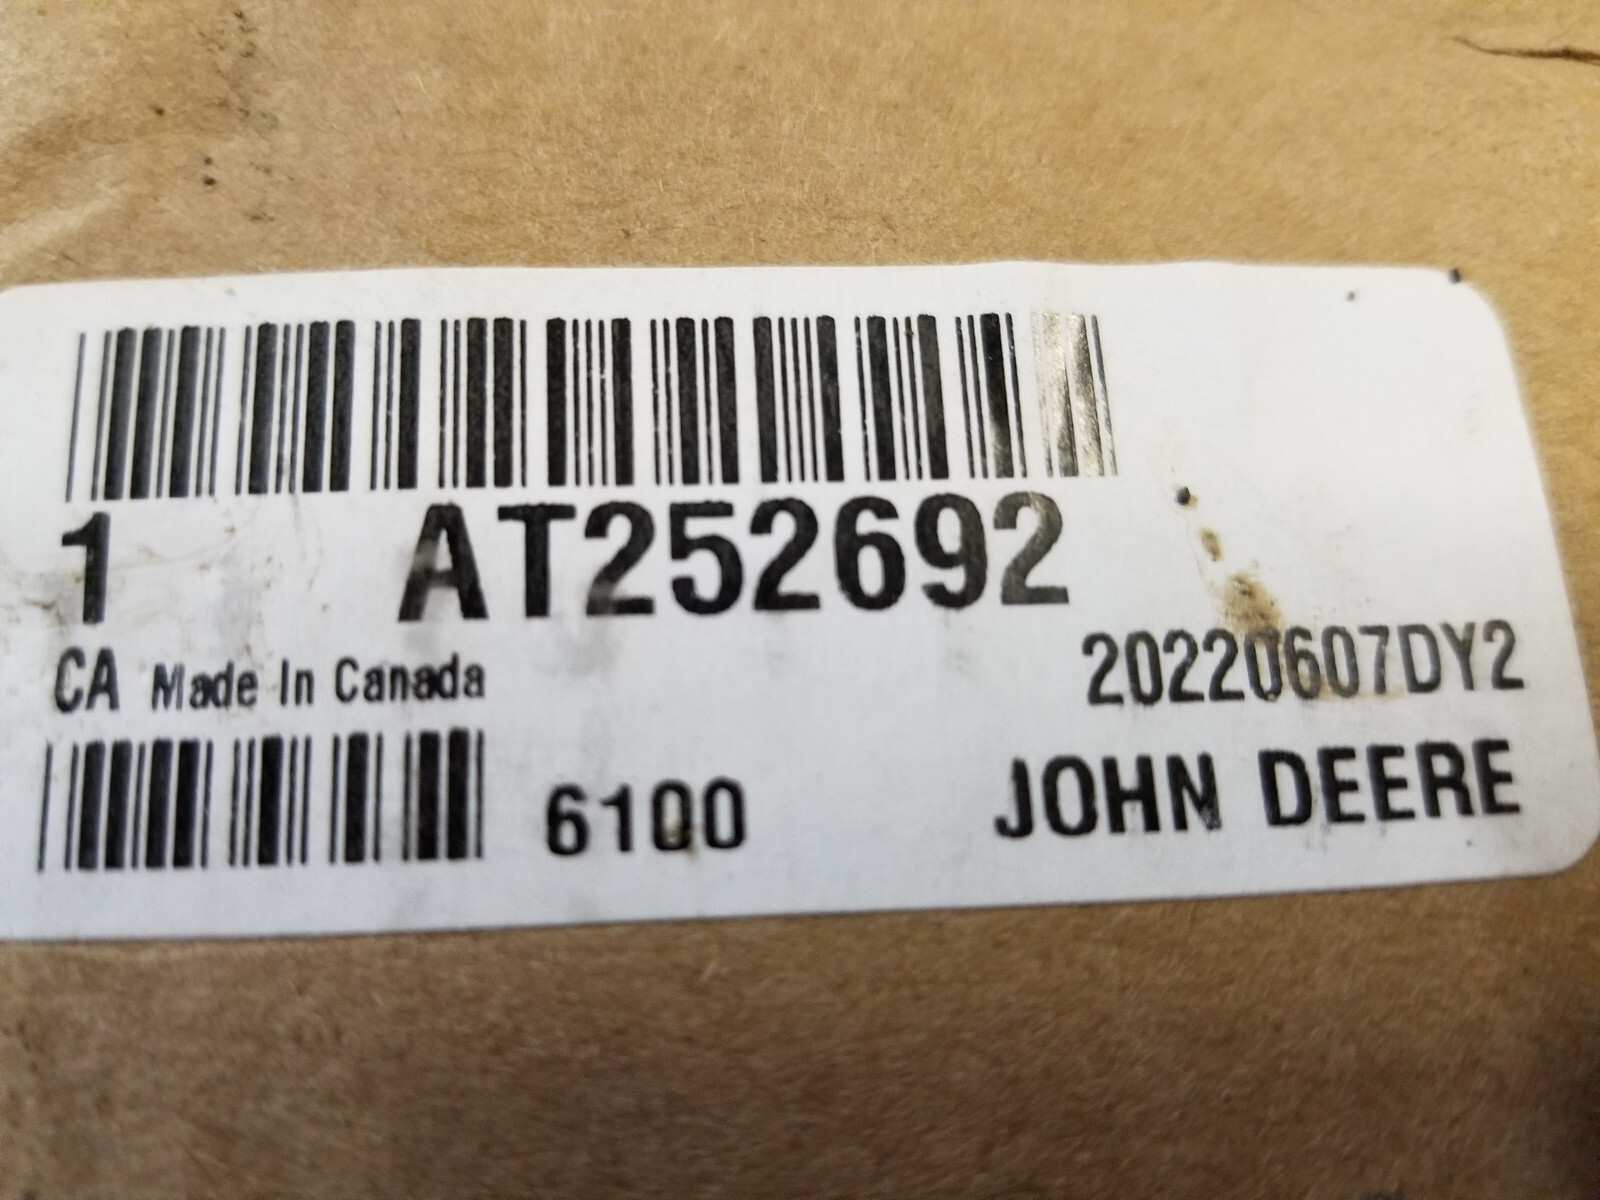 1 AT252692
CA Made In Canada
20220607DY2
6100
JOHN DEERE